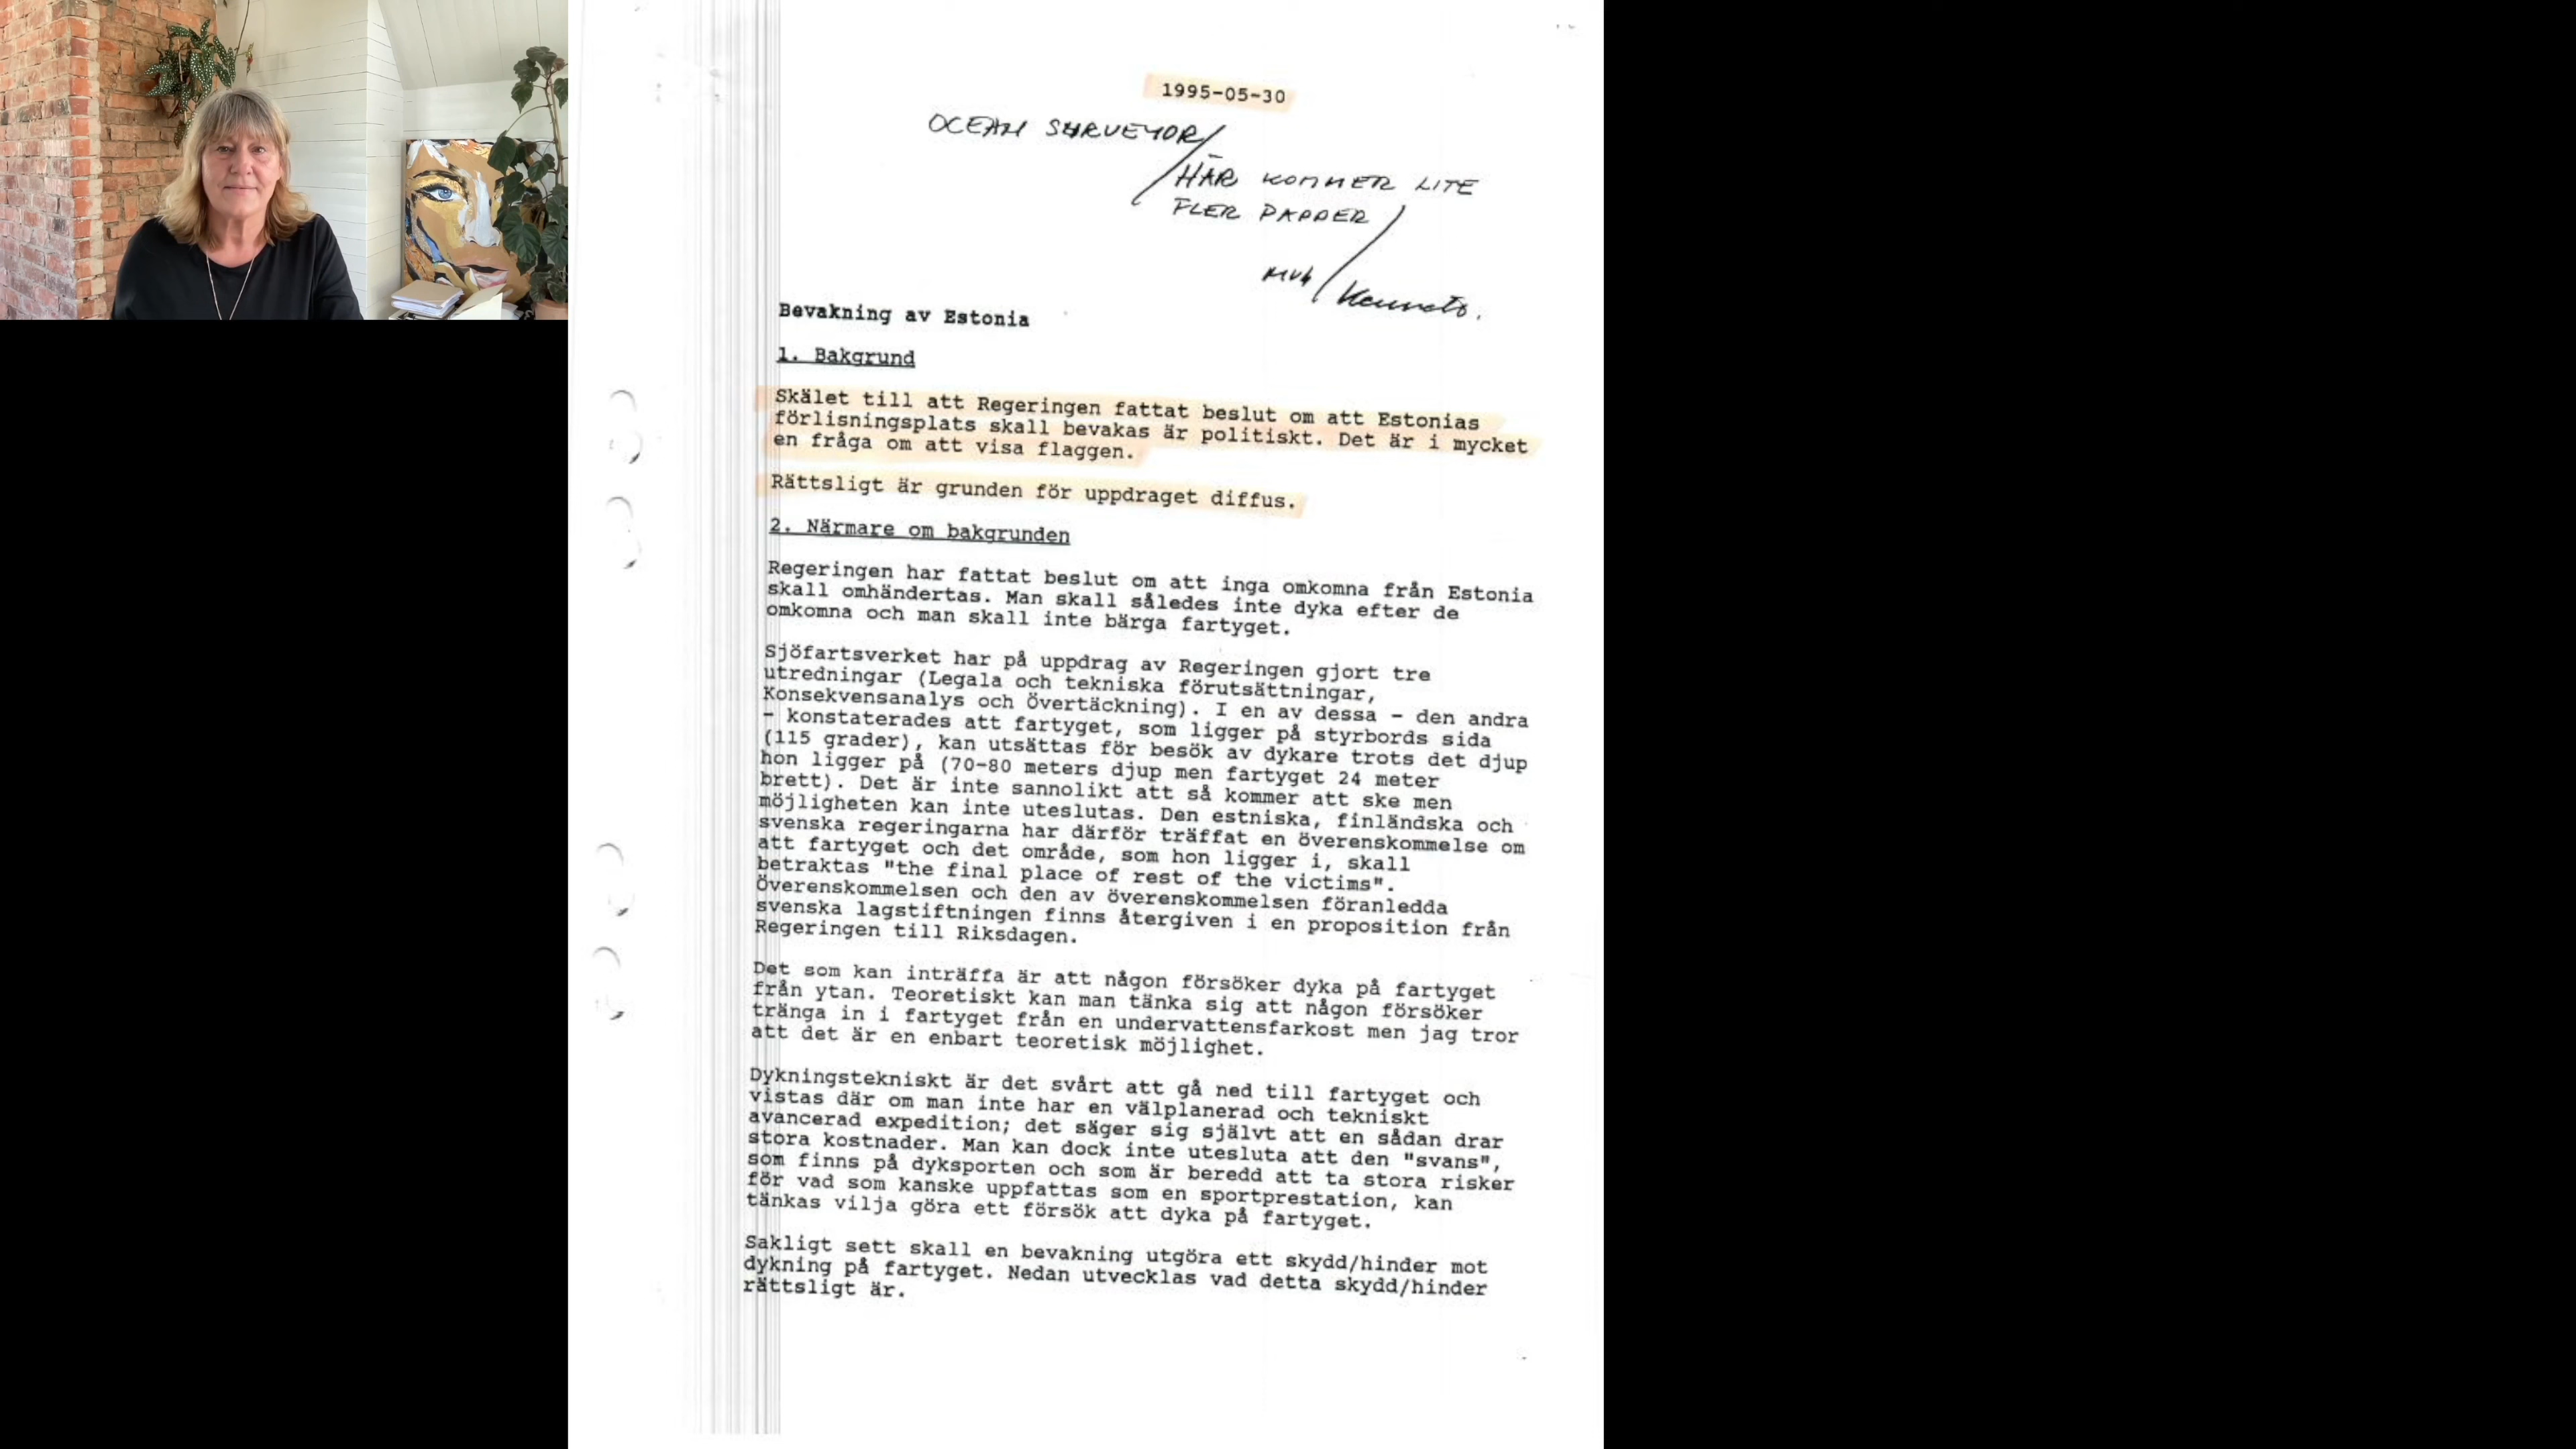 1995-05-30
OCEAN SURVEYOR/
HÄR KOMMER LITE
FLER PAPPER
Mvh / Kenneth.
Bevakning av Estonia
1. Bakgrund
Skälet till att Regeringen fattat beslut om att Estonias
förlisningsplats skall bevakas är politiskt. Det är i mycket
en fråga om att visa flaggen.
Rättsligt är grunden för uppdraget diffus.
2. Närmare om bakgrunden
Regeringen har fattat beslut om att inga omkomna från Estonia
skall omhändertas. Man skall således inte dyka efter de
omkomna och man skall inte bärga fartyget.
Sjöfartsverket har på uppdrag av Regeringen gjort tre
utredningar (Legala och tekniska förutsättningar,
Konsekvensanalys och Övertäckning). I en av dessa - den andra
- konstaterades att fartyget, som ligger på styrbords sida
(115 grader), kan utsättas för besök av dykare trots det djup
hon ligger på (70-80 meters djup men fartyget 24 meter
brett). Det är inte sannolikt att så kommer att ske men
möjligheten kan inte uteslutas. Den estniska, finländska och
svenska regeringarna har därför träffat en överenskommelse om
att fartyget och det område, som hon ligger i, skall
betraktas "the final place of rest of the victims".
Överenskommelsen och den av överenskommelsen föranledda
svenska lagstiftningen finns återgiven i en proposition från
Regeringen till Riksdagen.
Det som kan inträffa är att någon försöker dyka på fartyget
från ytan. Teoretiskt kan man tänka sig att någon försöker
tränga in i fartyget från en undervattensfarkost men jag tror
att det är en enbart teoretisk möjlighet.
Dykningstekniskt är det svårt att gå ned till fartyget och
vistas där om man inte har en välplanerad och tekniskt
avancerad expedition; det säger sig självt att en sådan drar
stora kostnader. Man kan dock inte utesluta att den "svans",
som finns på dyksporten och som är beredd att ta stora risker
för vad som kanske uppfattas som en sportprestation, kan
tänkas vilja göra ett försök att dyka på fartyget.
Sakligt sett skall en bevakning utgöra ett skydd/hinder mot
dykning på fartyget. Nedan utvecklas vad detta skydd/hinder
rättsligt är.